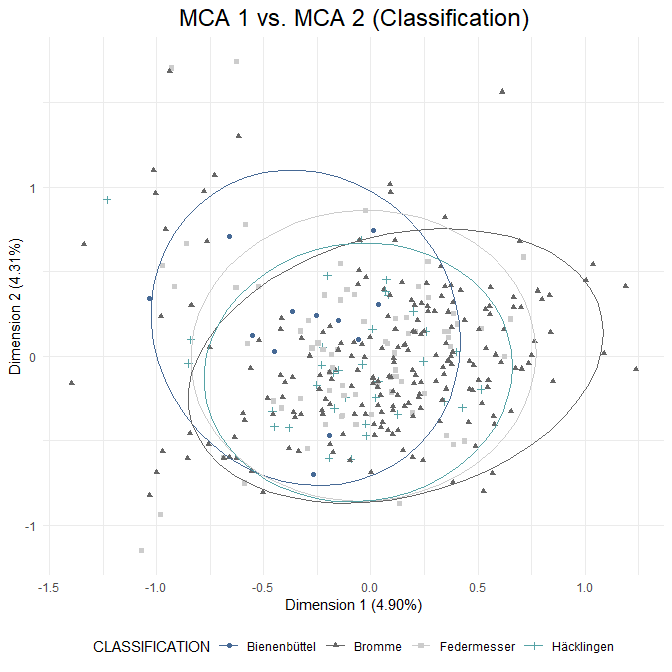 MCA 1 vs. MCA 2 (Classification)
Dimension 2 (4.31%)
1
0
-1
-1.5
-1.0
-0.5
0.0
0.5
1.0
Dimension 1 (4.90%)
CLASSIFICATION Bienenbüttel Bromme Federmesser Häcklingen